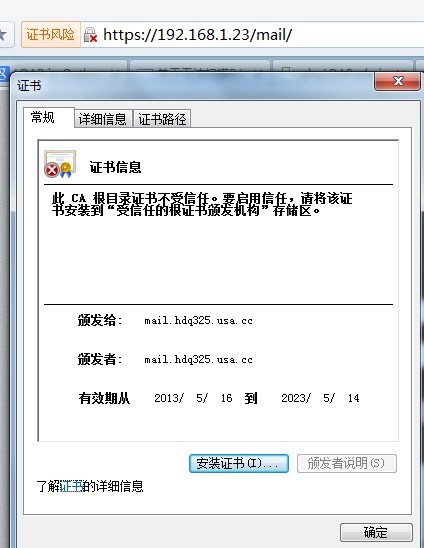 证书风险 https://192.168.1.23/mail/
证书
常规 详细信息 证书路径
证书信息
此 CA 根目录证书不受信任。要启用信任，请将该证
书安装到“受信任的根证书颁发机构”存储区。
颁发给: mail.hdq325.usa.cc
颁发者: mail.hdq325.usa.cc
有效期从 2013/ 5/ 16 到 2023/ 5/ 14
安装证书(I)... 颁发者说明(S)
了解证书的详细信息
确定